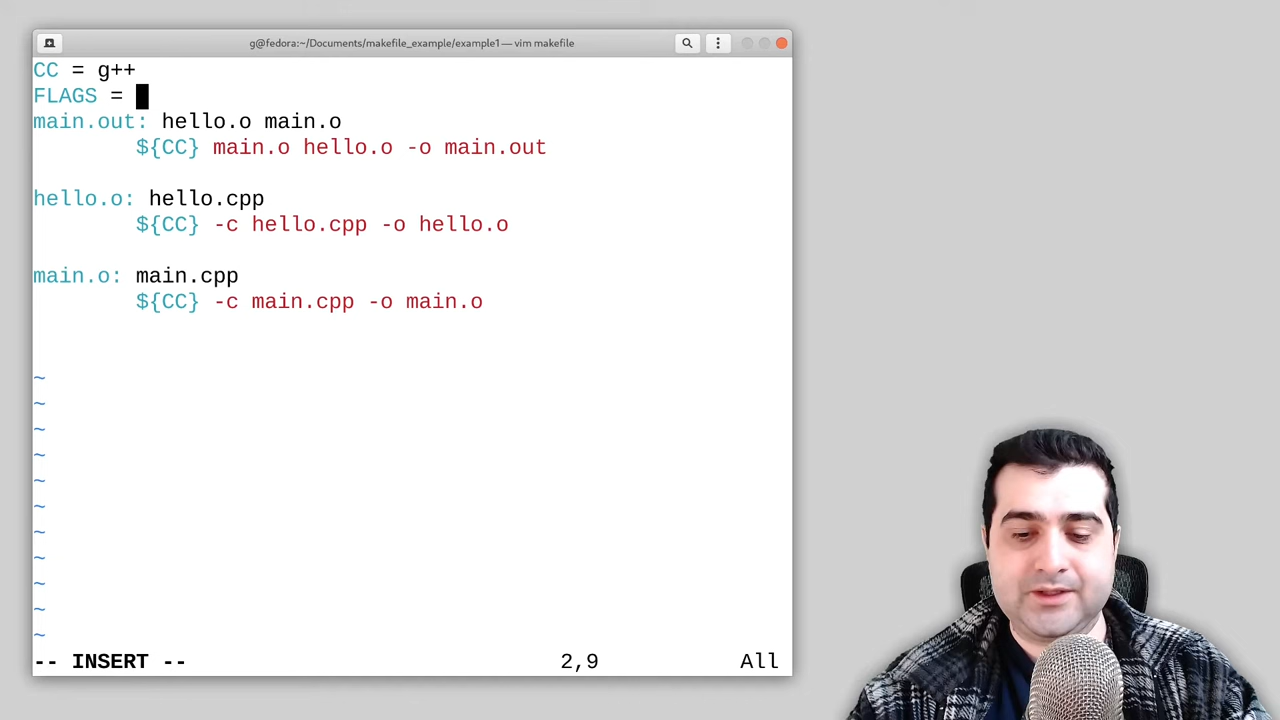 g@fedora:~/Documents/makefile_example/example1 — vim makefile
CC = g++
FLAGS =
main.out: hello.o main.o
${CC} main.o hello.o -o main.out
hello.o: hello.cpp
${CC} -c hello.cpp -o hello.o
main.o: main.cpp
${CC} -c main.cpp -o main.o
~
~
~
~
~
~
~
~
~
~
~
-- INSERT -- 2,9 All